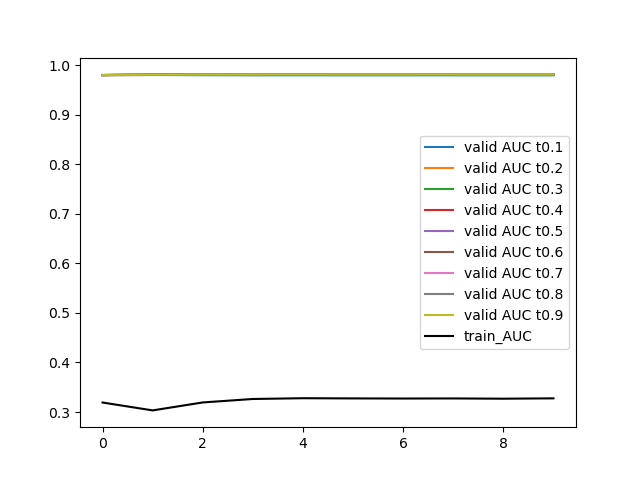 1.0
0.9
0.8
0.7
0.6
0.5
0.4
0.3
0 2 4 6 8
valid AUC t0.1
valid AUC t0.2
valid AUC t0.3
valid AUC t0.4
valid AUC t0.5
valid AUC t0.6
valid AUC t0.7
valid AUC t0.8
valid AUC t0.9
train_AUC